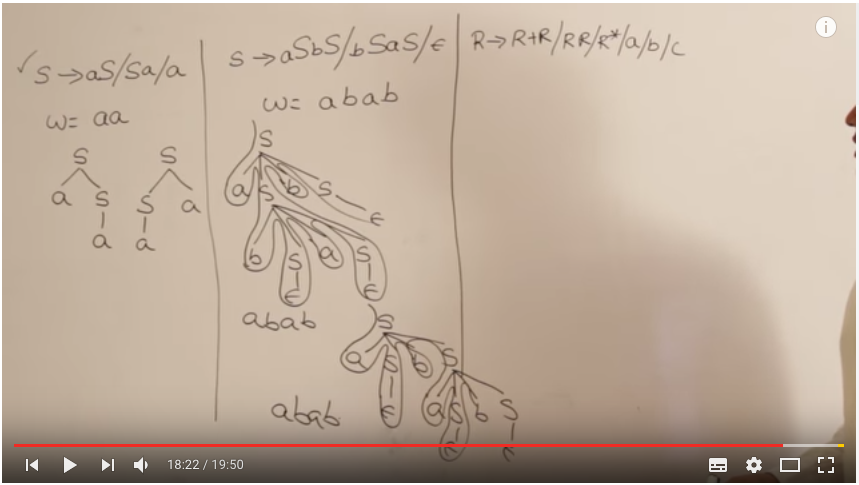 ✓ S→aS/Sa/a
w= aa
S
a S
a
S
S a
a
S→aSbS/bSaS/ϵ
w= abab
S
a S b S
ϵ
b S a S
ϵ ϵ
abab
S
a S b S
ϵ a S b S
ϵ ϵ
abab
R→R+R/RR/R*/a/b/c
i
18:22 / 19:50